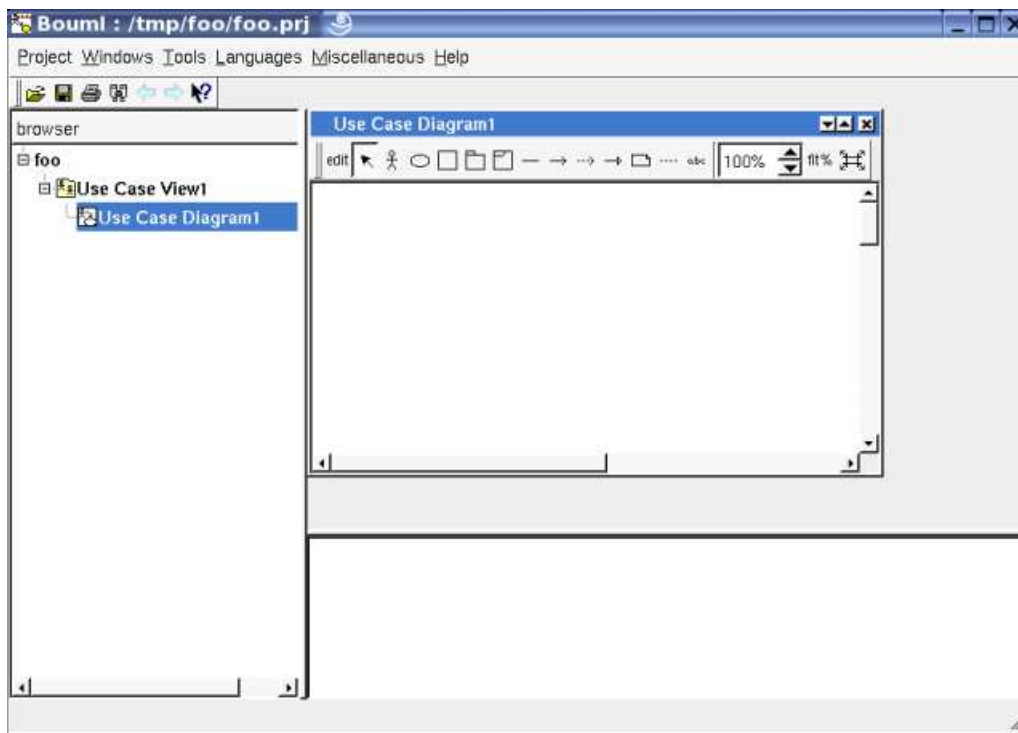 Bouml : /tmp/foo/foo.prj
Project Windows Tools Languages Miscellaneous Help
browser
foo
Use Case View1
Use Case Diagram1
Use Case Diagram1
edit abc 100% fit%